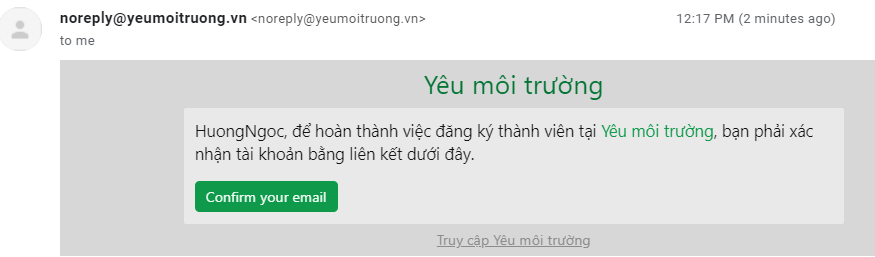 noreply@yeumoitruong.vn <noreply@yeumoitruong.vn> 12:17 PM (2 minutes ago)
to me
Yêu môi trường
HuongNgoc, để hoàn thành việc đăng ký thành viên tại Yêu môi trường, bạn phải xác
nhận tài khoản bằng liên kết dưới đây.
Confirm your email
Truy cập Yêu môi trường